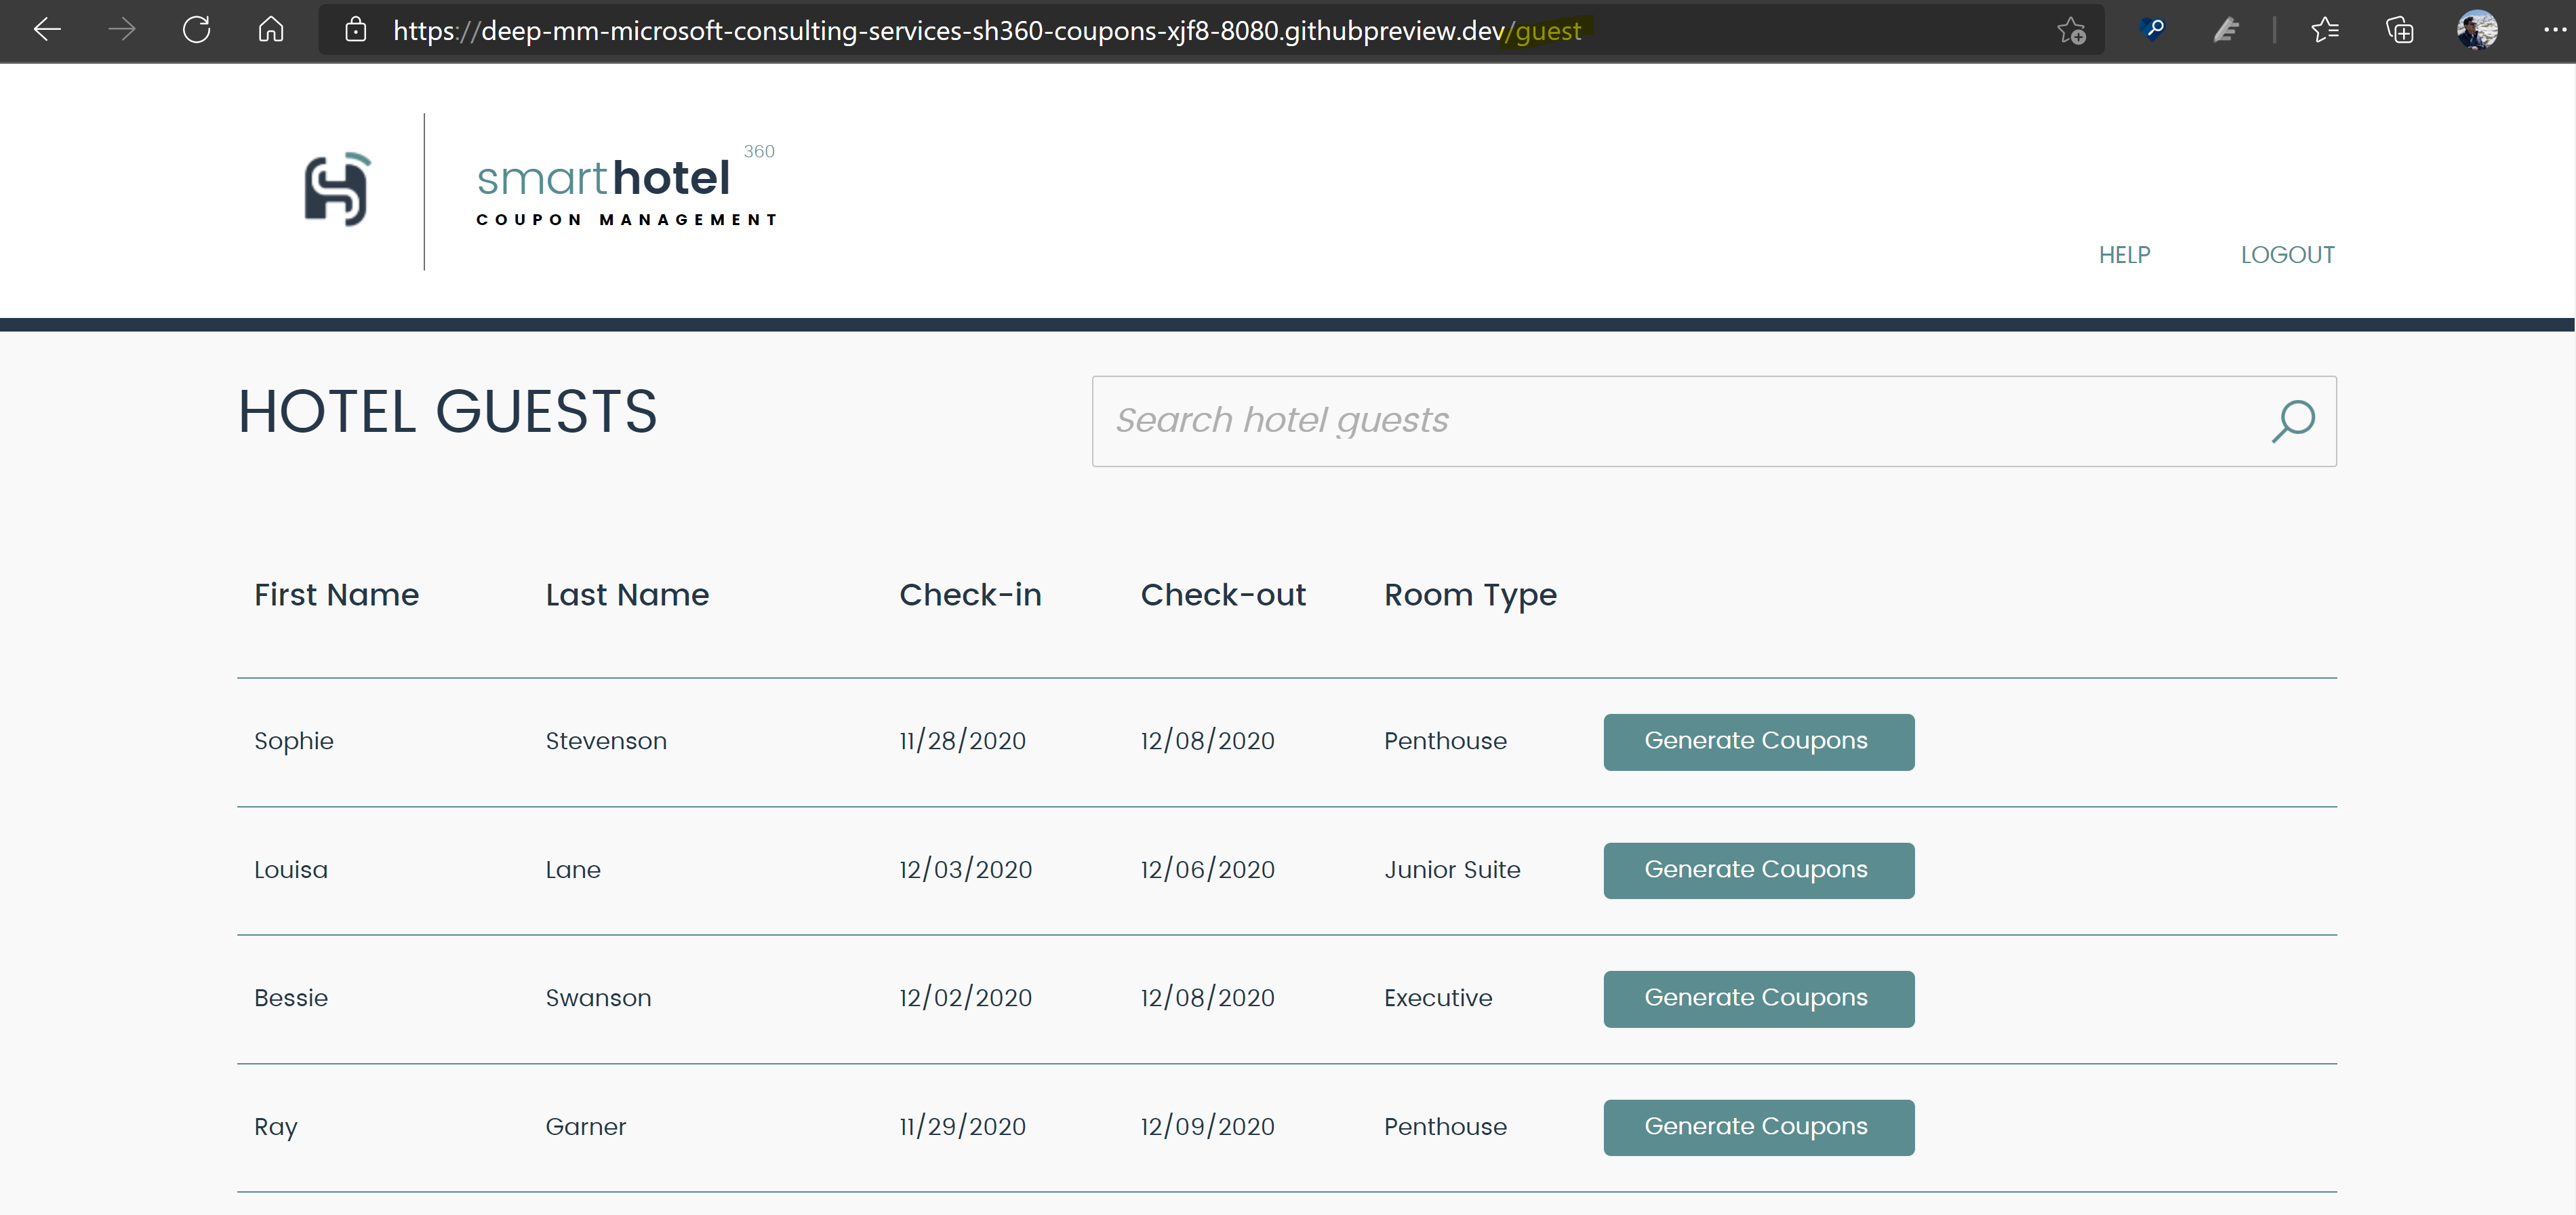 https://deep-mm-microsoft-consulting-services-sh360-coupons-xjf8-8080.githubpreview.dev/guest
smarthotel 360
COUPON MANAGEMENT
HELP LOGOUT
HOTEL GUESTS Search hotel guests
First Name Last Name Check-in Check-out Room Type
Sophie Stevenson 11/28/2020 12/08/2020 Penthouse Generate Coupons
Louisa Lane 12/03/2020 12/06/2020 Junior Suite Generate Coupons
Bessie Swanson 12/02/2020 12/08/2020 Executive Generate Coupons
Ray Garner 11/29/2020 12/09/2020 Penthouse Generate Coupons